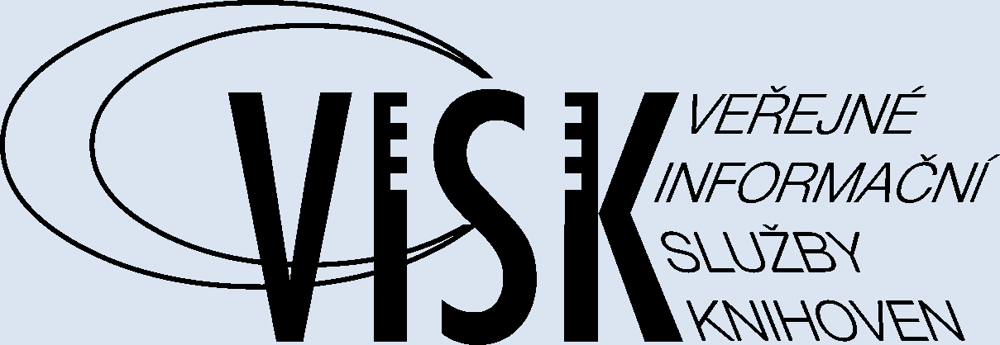 VISK
VEŘEJNÉ
INFORMAČNÍ
SLUŽBY
KNIHOVEN